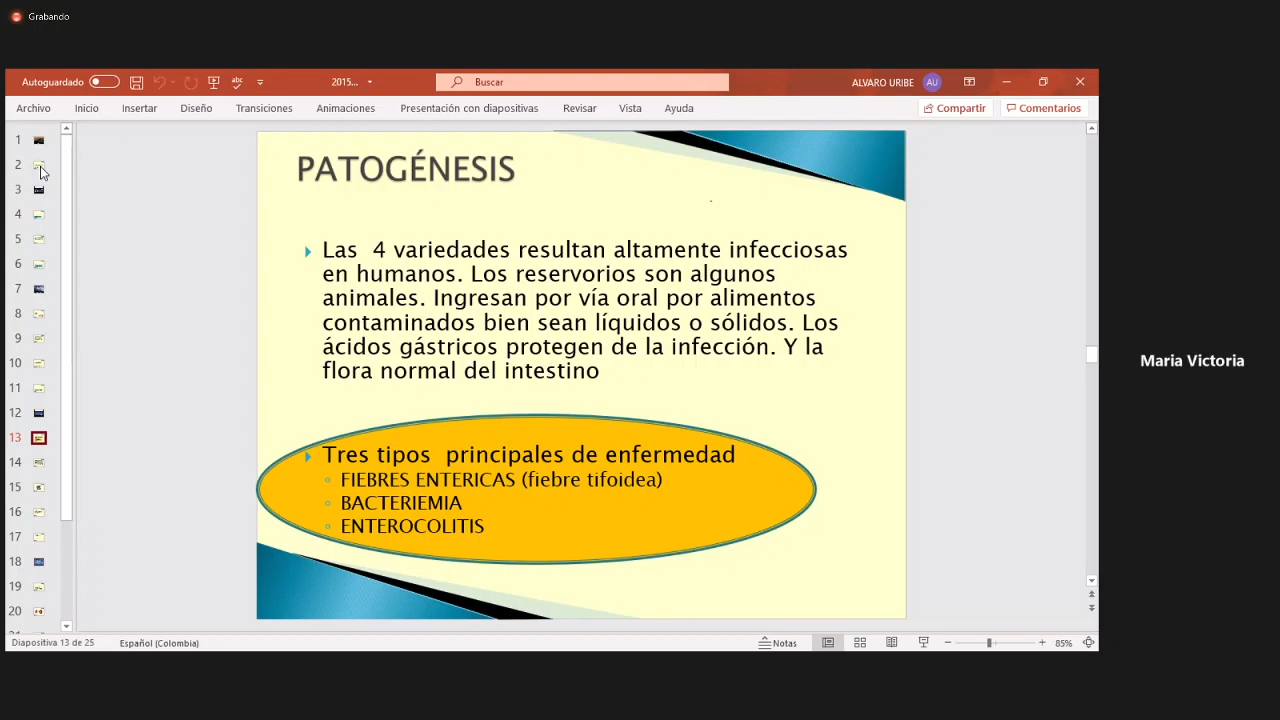 Grabando
Autoguardado
2015...
Buscar
ALVARO URIBE
AU
Archivo Inicio Insertar Diseño Transiciones Animaciones Presentación con diapositivas Revisar Vista Ayuda
Compartir
Comentarios
1
2
3
4
5
6
7
8
9
10
11
12
13
14
15
16
17
18
19
20
PATOGÉNESIS
Las 4 variedades resultan altamente infecciosas
en humanos. Los reservorios son algunos
animales. Ingresan por vía oral por alimentos
contaminados bien sean líquidos o sólidos. Los
ácidos gástricos protegen de la infección. Y la
flora normal del intestino
Tres tipos principales de enfermedad
FIEBRES ENTERICAS (fiebre tifoidea)
BACTERIEMIA
ENTEROCOLITIS
Maria Victoria
Diapositiva 13 de 25
Español (Colombia)
Notas
85%